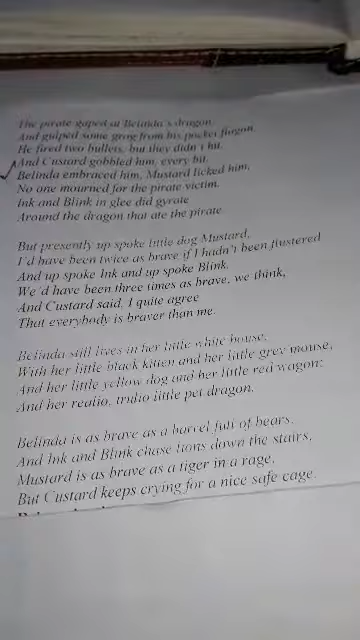 The pirate gaped at Belinda's dragon,
And gulped some grog from his pocket flagon,
He fired two bullets, but they didn't hit,
And Custard gobbled him, every bit.
Belinda embraced him, Mustard licked him,
No one mourned for the pirate victim.
Ink and Blink in glee did gyrate
Around the dragon that ate the pirate.
But presently up spoke little dog Mustard,
I'd have been twice as brave if I hadn't been flustered
And up spoke Ink and up spoke Blink,
We'd have been three times as brave, we think,
And Custard said, I quite agree
That everybody is braver than me.
Belinda still lives in her little white house,
With her little black kitten and her little grey mouse,
And her little yellow dog and her little red wagon;
And her realio, trulio little pet dragon.
Belinda is as brave as a barrel full of bears,
And Ink and Blink chase lions down the stairs,
Mustard is as brave as a tiger in a rage,
But Custard keeps crying for a nice safe cage.